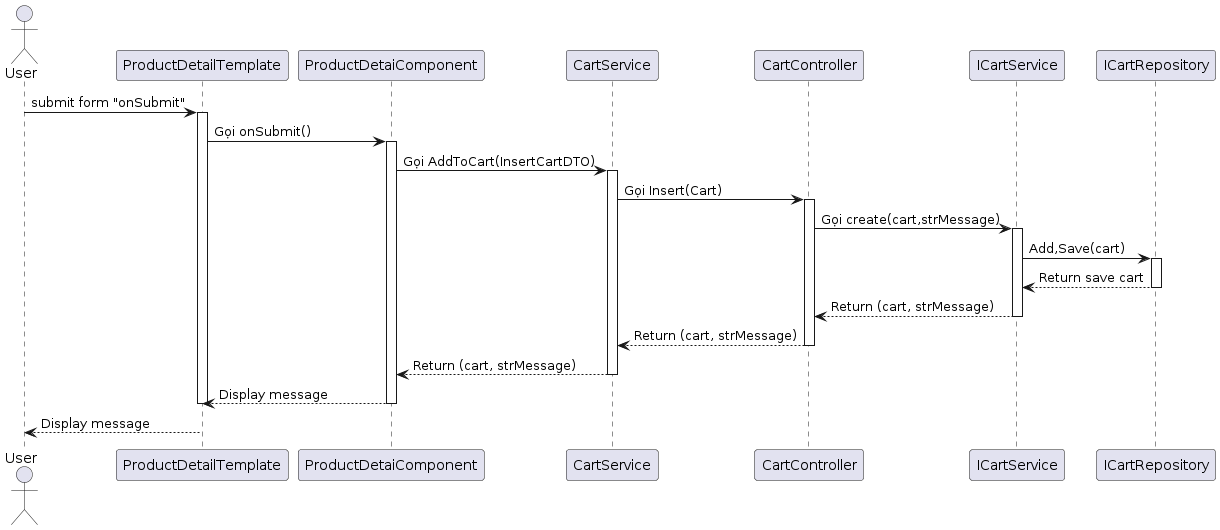 User
ProductDetailTemplate
ProductDetaiComponent
CartService
CartController
ICartService
ICartRepository
submit form "onSubmit"
Gọi onSubmit()
Gọi AddToCart(InsertCartDTO)
Gọi Insert(Cart)
Gọi create(cart,strMessage)
Add,Save(cart)
Return save cart
Return (cart, strMessage)
Return (cart, strMessage)
Return (cart, strMessage)
Display message
Display message
User
ProductDetailTemplate
ProductDetaiComponent
CartService
CartController
ICartService
ICartRepository